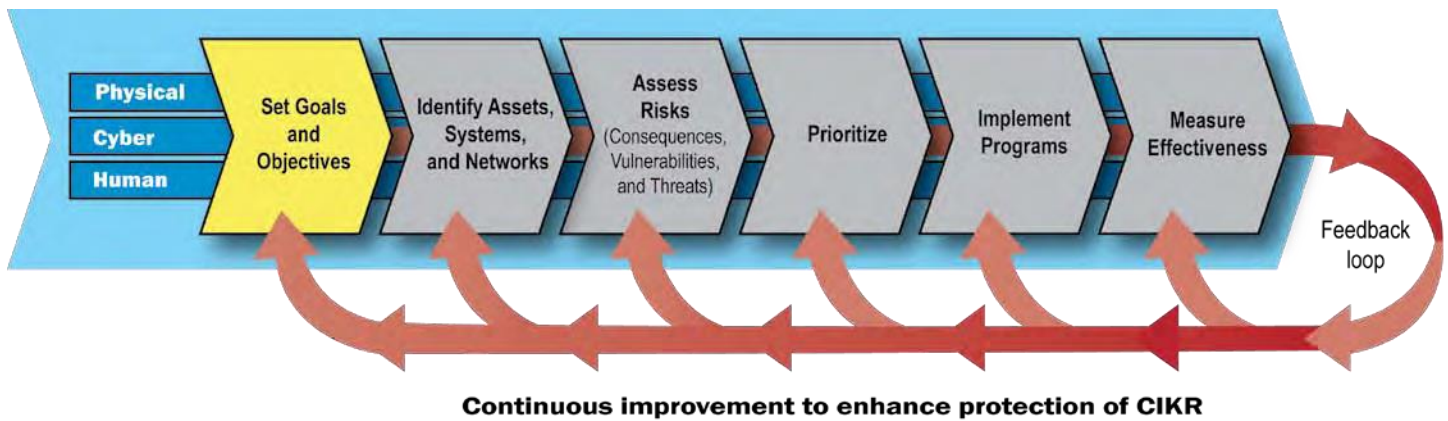 Physical
Cyber
Human
Set Goals
and
Objectives
Identify Assets,
Systems,
and Networks
Assess
Risks
(Consequences,
Vulnerabilities,
and Threats)
Prioritize
Implement
Programs
Measure
Effectiveness
Feedback
loop
Continuous improvement to enhance protection of CIKR